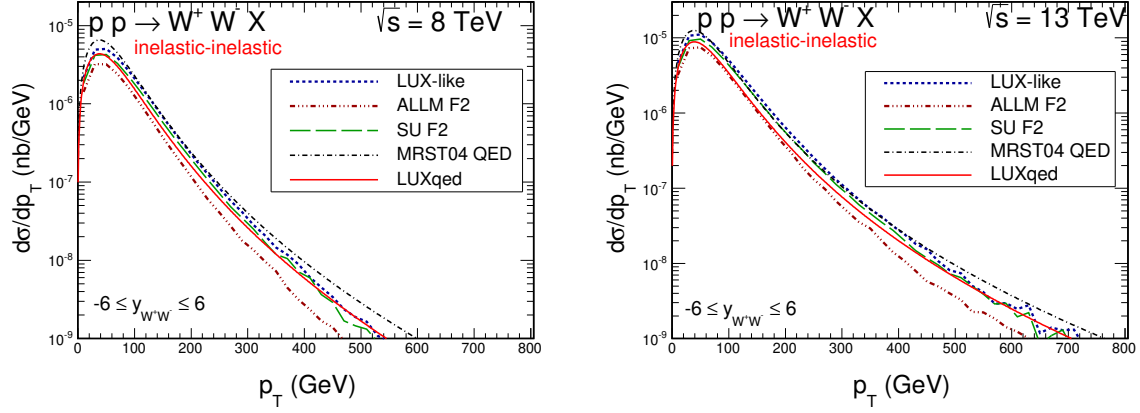 p p → W⁺ W⁻ X √s = 8 TeV
inelastic-inelastic
LUX-like
ALLM F2
SU F2
MRST04 QED
LUXqed
-6 ≤ y_{W⁺W⁻} ≤ 6
dσ/dp_T (nb/GeV)
10⁻⁵
10⁻⁶
10⁻⁷
10⁻⁸
10⁻⁹
0 100 200 300 400 500 600 700 800
p_T (GeV)
p p → W⁺ W⁻ X √s = 13 TeV
inelastic-inelastic
LUX-like
ALLM F2
SU F2
MRST04 QED
LUXqed
-6 ≤ y_{W⁺W⁻} ≤ 6
dσ/dp_T (nb/GeV)
10⁻⁵
10⁻⁶
10⁻⁷
10⁻⁸
10⁻⁹
0 100 200 300 400 500 600 700 800
p_T (GeV)